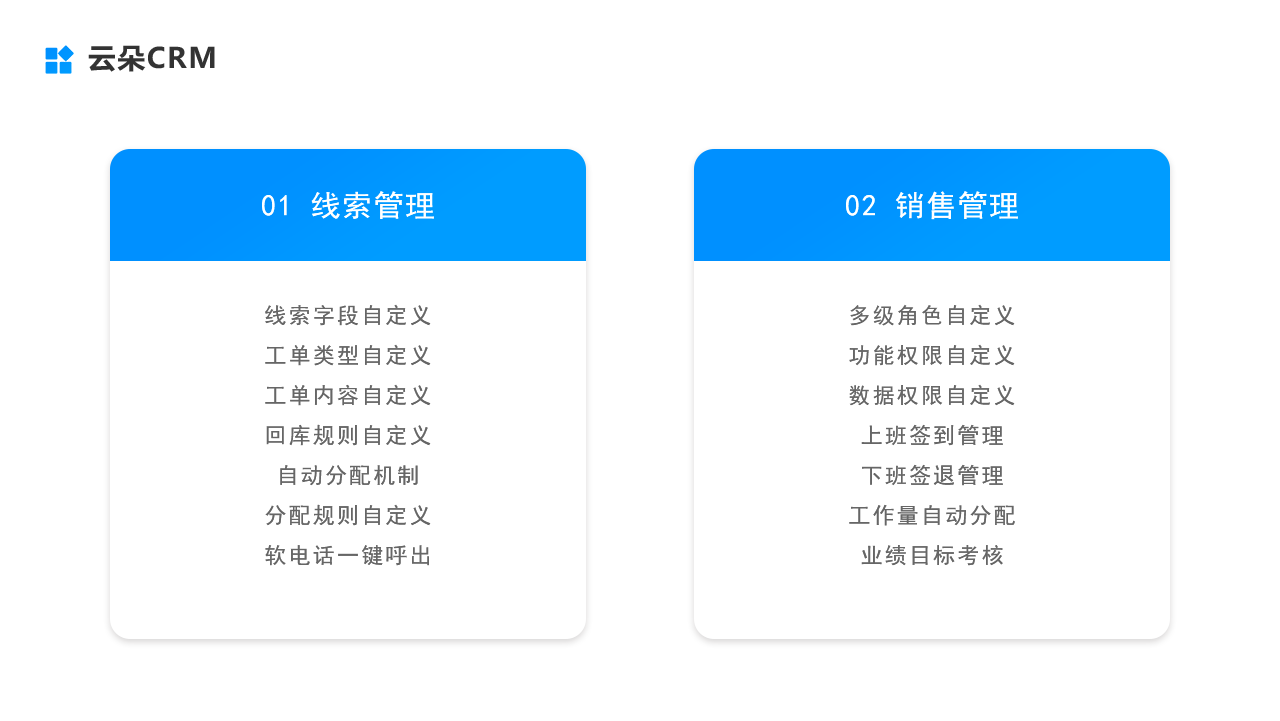 云朵CRM
01 线索管理
线索字段自定义
工单类型自定义
工单内容自定义
回库规则自定义
自动分配机制
分配规则自定义
软电话一键呼出
02 销售管理
多级角色自定义
功能权限自定义
数据权限自定义
上班签到管理
下班签退管理
工作量自动分配
业绩目标考核